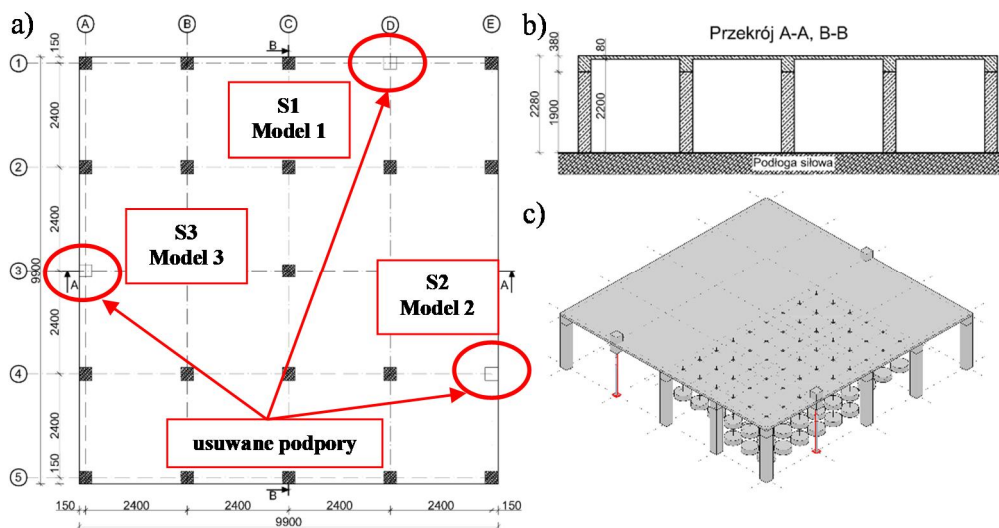 a)
A
B
C
D
E
150
B
1
2400
2
2400
3
9900
A
A
2400
4
2400
5
150
S1
Model 1
S3
Model 3
S2
Model 2
usuwane podpory
B
150
2400
2400
2400
2400
150
9900
b)
Przekrój A-A, B-B
380
80
2280
1900
2200
Podłoga siłowa
c)